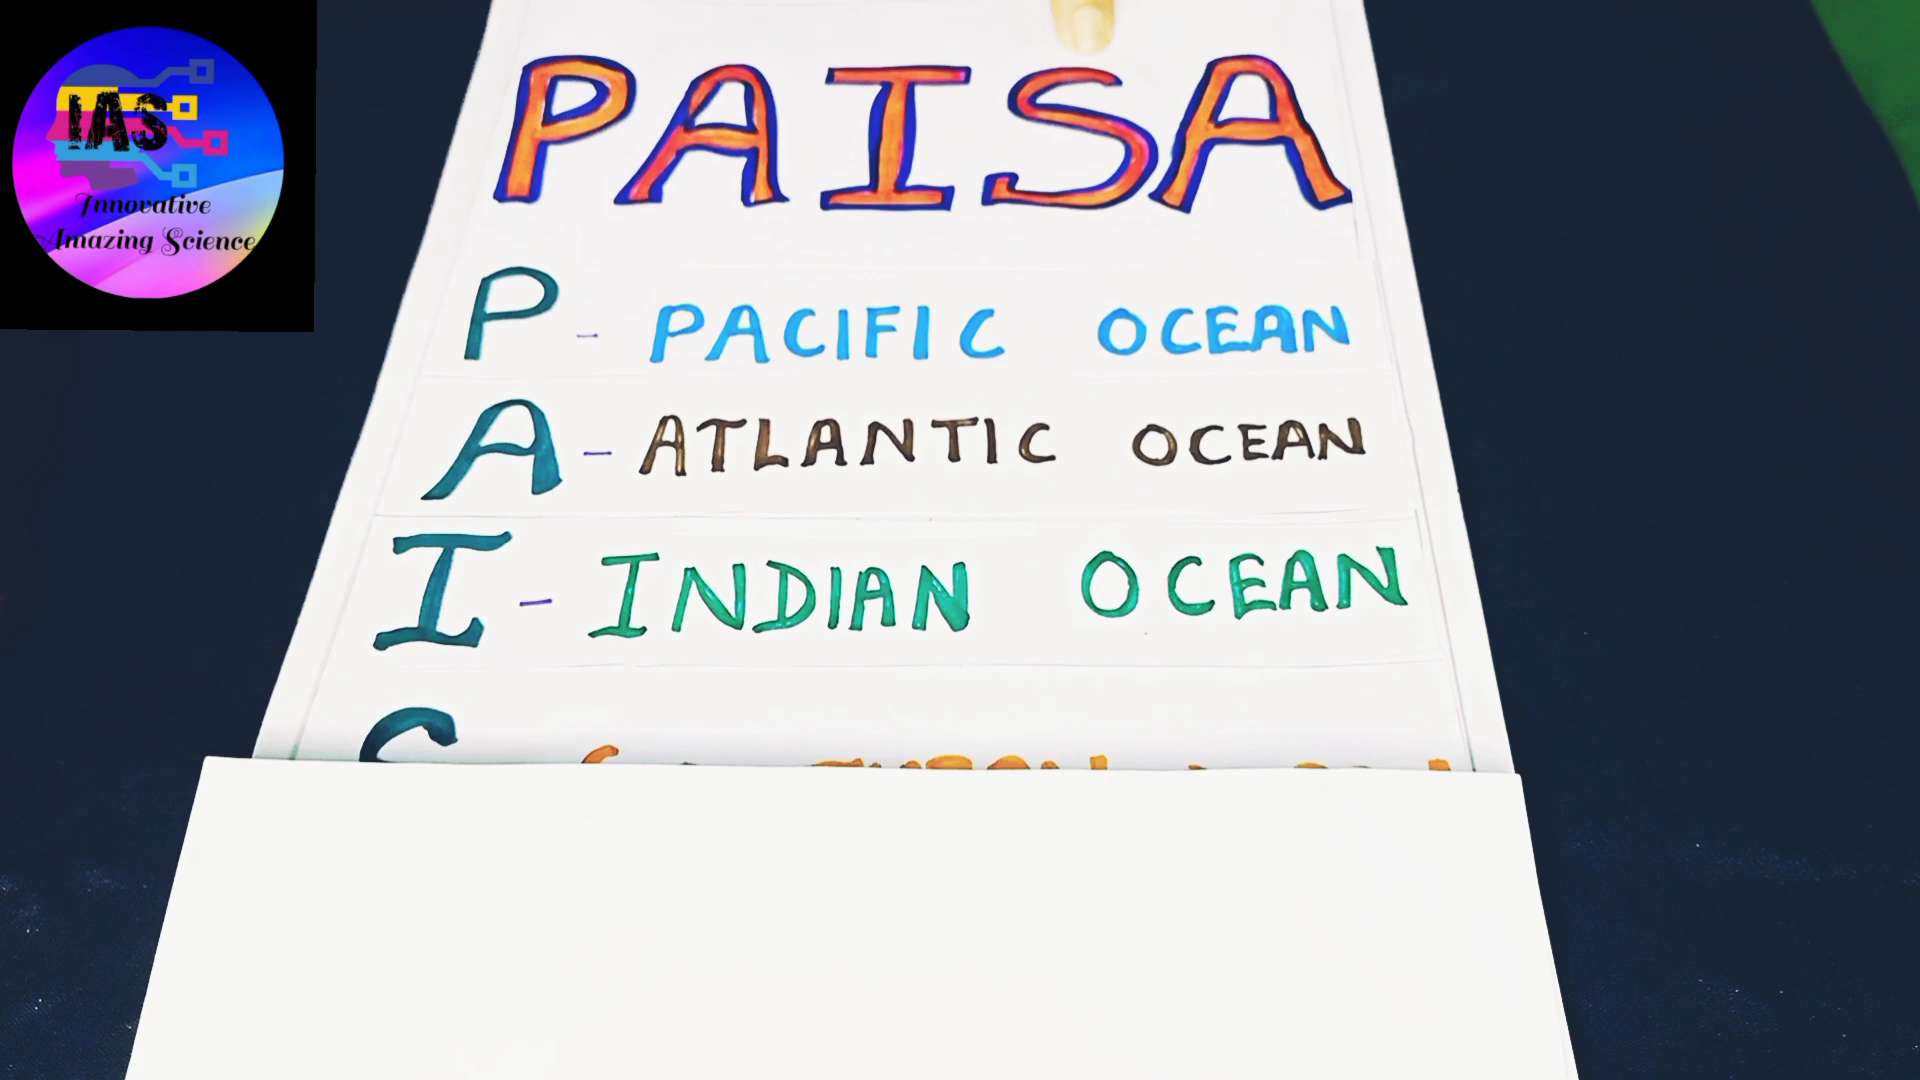 IAS
Innovative
Amazing Science
PAISA
P - PACIFIC OCEAN
A - ATLANTIC OCEAN
I - INDIAN OCEAN